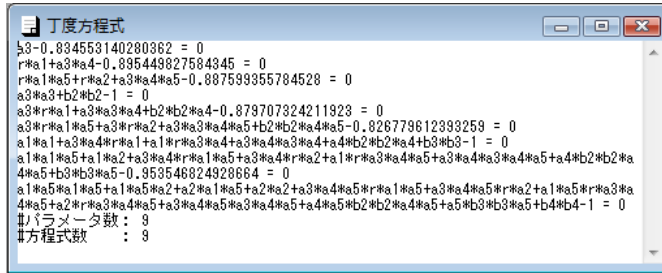 丁度方程式
a3-0.834553140280362 = 0
r*a1+a3*a4-0.895449827584345 = 0
r*a1*a5+r*a2+a3*a4*a5-0.887599355784528 = 0
a3*a3+b2*b2-1 = 0
a3*r*a1+a3*a3*a4+b2*b2*a4-0.879707324211923 = 0
a3*r*a1*a5+a3*r*a2+a3*a3*a4*a5+b2*b2*a4*a5-0.826779612393259 = 0
a1*a1+a3*a4*r*a1+a1*r*a3*a4+a3*a4*a3*a4+a4*b2*b2*a4+b3*b3-1 = 0
a1*a1*a5+a1*a2+a3*a4*r*a1*a5+a3*a4*r*a2+a1*r*a3*a4*a5+a3*a4*a3*a4*a5+a4*b2*b2*a
4*a5+b3*b3*a5-0.953546824928664 = 0
a1*a5*a1*a5+a1*a5*a2+a2*a1*a5+a2*a2+a3*a4*a5*r*a1*a5+a3*a4*a5*r*a2+a1*a5*r*a3*a
4*a5+a2*r*a3*a4*a5+a3*a4*a5*a3*a4*a5+a4*a5*b2*b2*a4*a5+a5*b3*b3*a5+b4*b4-1 = 0
#パラメータ数: 9
#方程式数 : 9